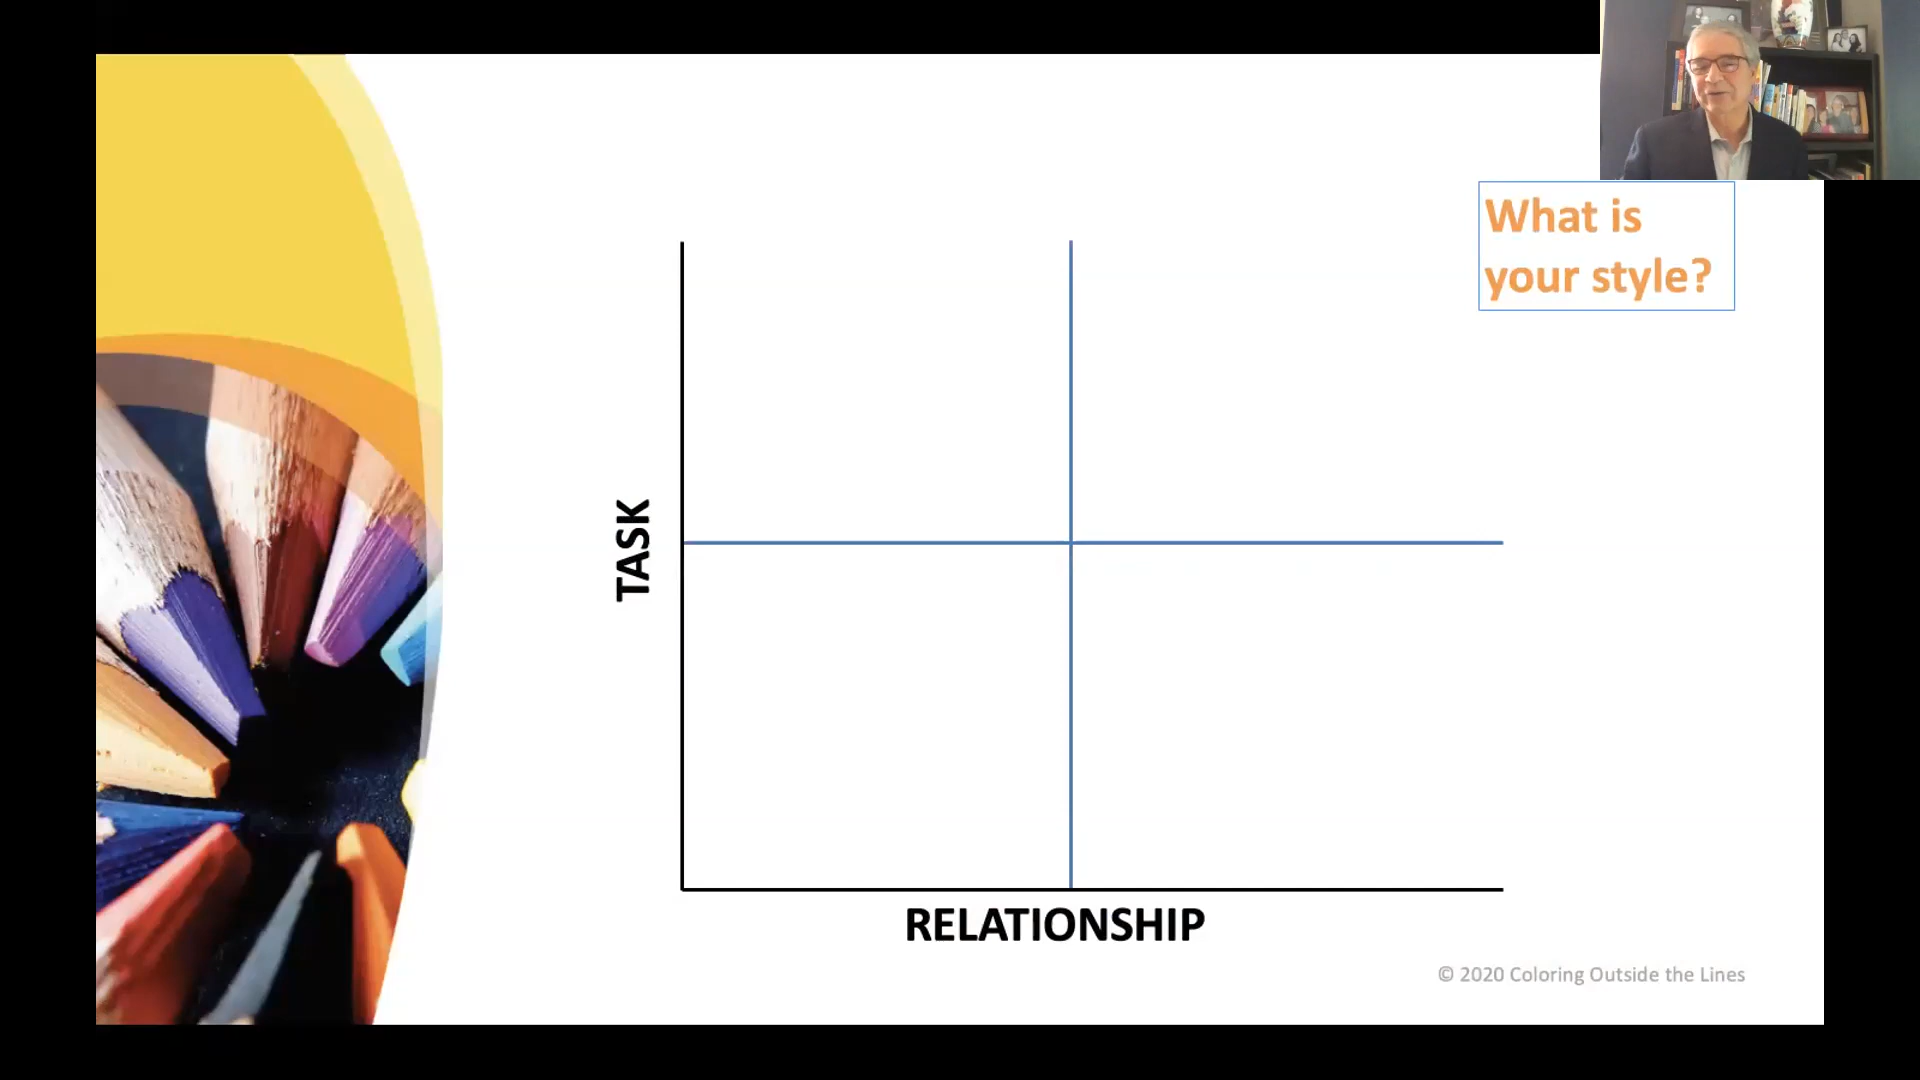 What is
your style?
TASK
RELATIONSHIP
© 2020 Coloring Outside the Lines